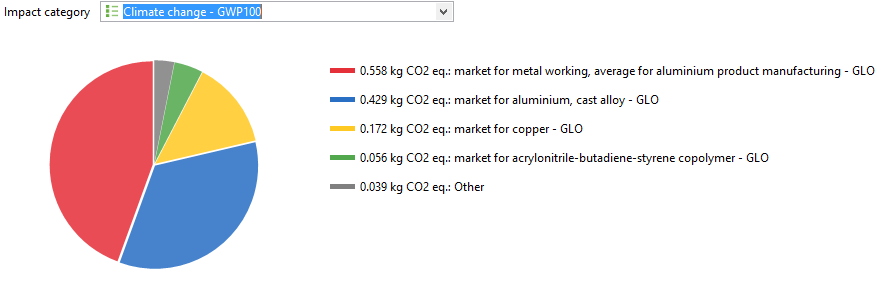 Impact category Climate change - GWP100
0.558 kg CO2 eq.: market for metal working, average for aluminium product manufacturing - GLO
0.429 kg CO2 eq.: market for aluminium, cast alloy - GLO
0.172 kg CO2 eq.: market for copper - GLO
0.056 kg CO2 eq.: market for acrylonitrile-butadiene-styrene copolymer - GLO
0.039 kg CO2 eq.: Other